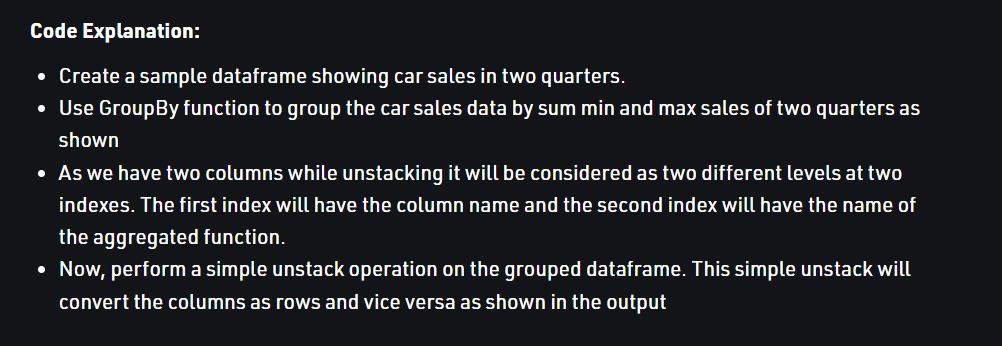 Code Explanation:
• Create a sample dataframe showing car sales in two quarters.
• Use GroupBy function to group the car sales data by sum min and max sales of two quarters as
shown
• As we have two columns while unstacking it will be considered as two different levels at two
indexes. The first index will have the column name and the second index will have the name of
the aggregated function.
• Now, perform a simple unstack operation on the grouped dataframe. This simple unstack will
convert the columns as rows and vice versa as shown in the output